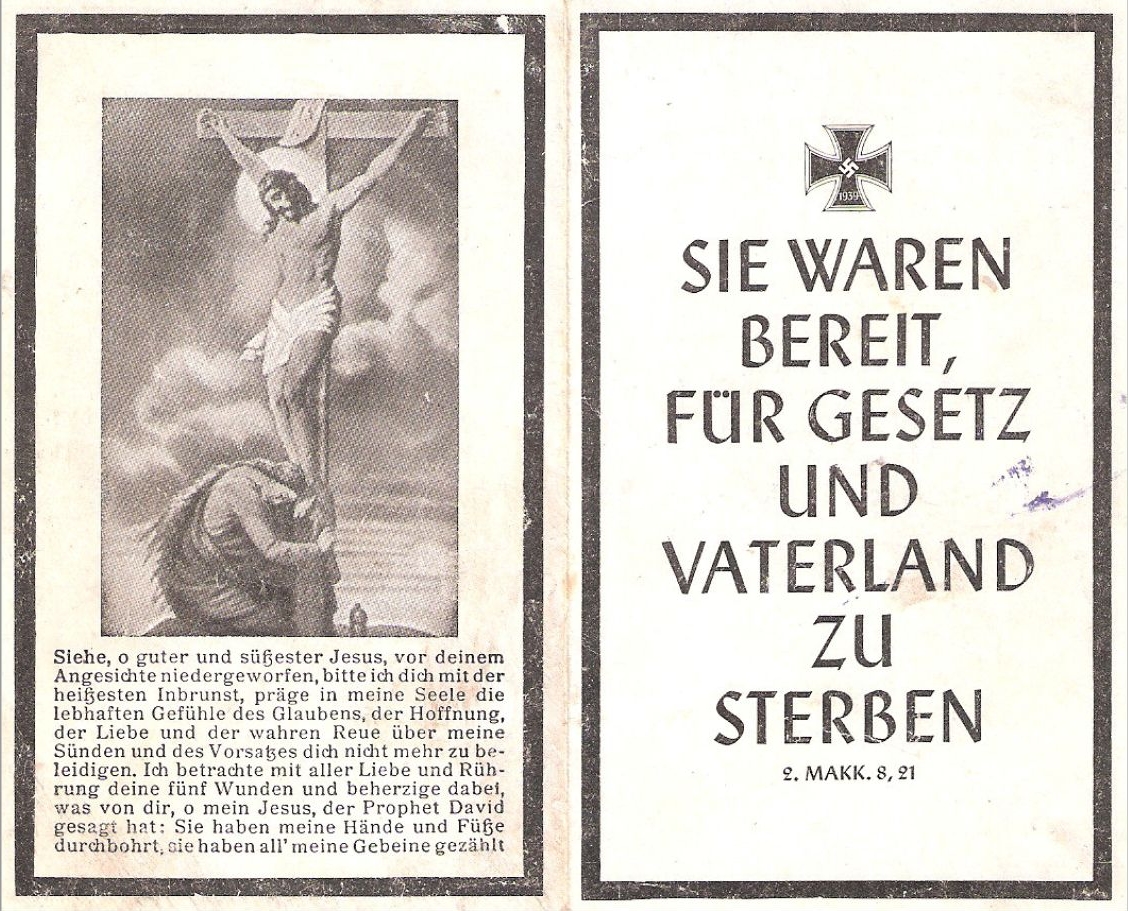 Siehe, o guter und süßester Jesus, vor deinem
Angesichte niedergeworfen, bitte ich dich mit der
heißesten Inbrunst, präge in meine Seele die
lebhaften Gefühle des Glaubens, der Hoffnung,
der Liebe und der wahren Reue über meine
Sünden und des Vorsatzes dich nicht mehr zu be-
leidigen. Ich betrachte mit aller Liebe und Rüh-
rung deine fünf Wunden und beherzige dabei,
was von dir, o mein Jesus, der Prophet David
gesagt hat: Sie haben meine Hände und Füße
durchbohrt, sie haben all' meine Gebeine gezählt
1939
SIE WAREN
BEREIT,
FÜR GESETZ
UND
VATERLAND
ZU
STERBEN
2. MAKK. 8, 21